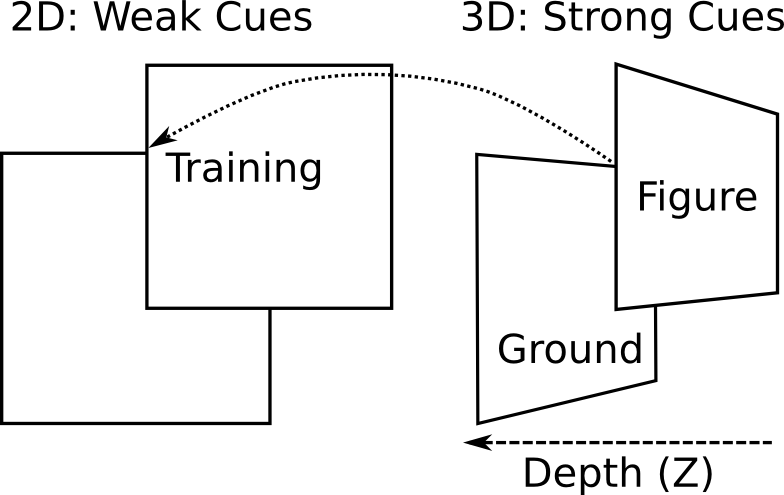 2D: Weak Cues
3D: Strong Cues
Training
Figure
Ground
Depth (Z)